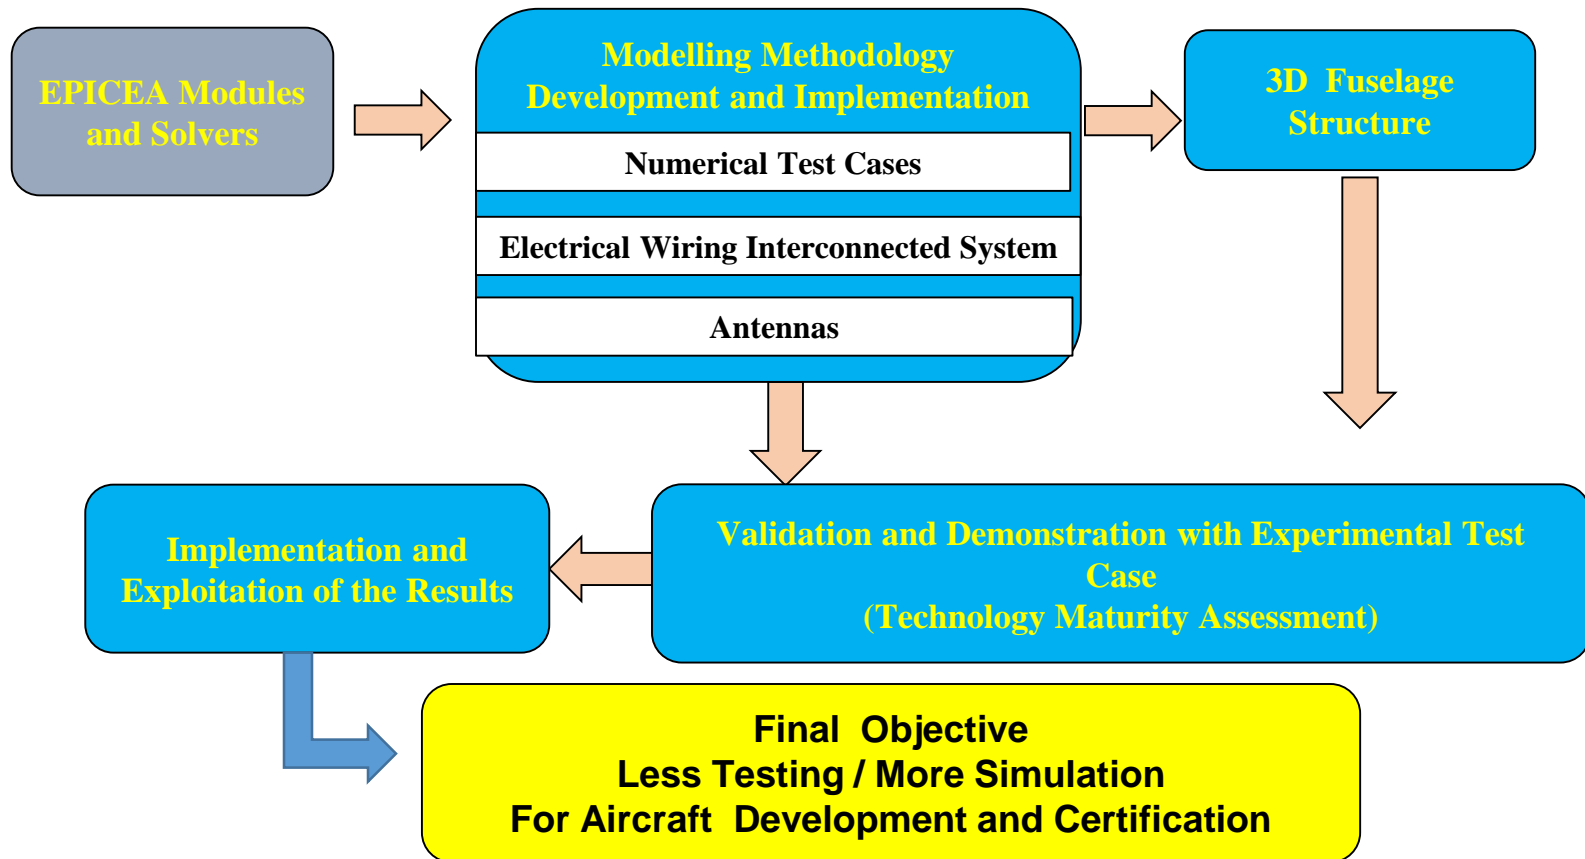 EPICEA Modules
and Solvers
Modelling Methodology
Development and Implementation
Numerical Test Cases
Electrical Wiring Interconnected System
Antennas
3D  Fuselage
Structure
Implementation and
Exploitation of the Results
Validation and Demonstration with Experimental Test
Case
(Technology Maturity Assessment)
Final  Objective
Less Testing / More Simulation
For Aircraft  Development and Certification